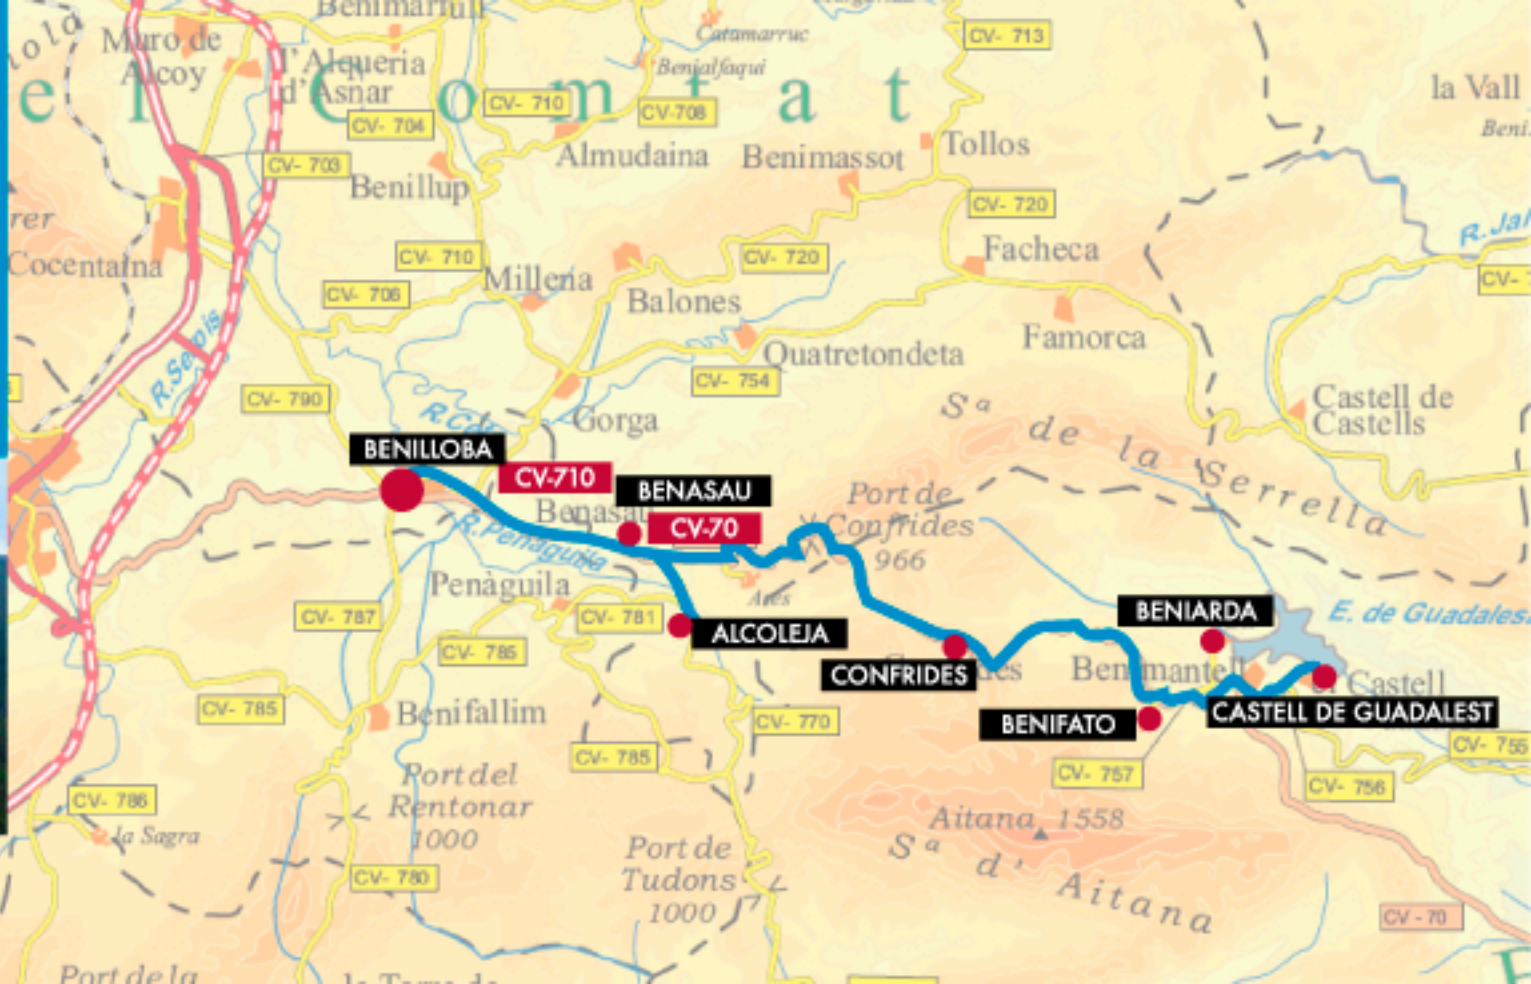 Benimarfull
Muro de
Alcoy
l'Alqueria
d'Asnar
el Comtat
Catamarruc
Benialfaqui
CV- 713
la Vall
CV- 710
CV-708
CV- 704
CV- 703
Almudaina
Benimassot
Tollos
Benillup
CV- 720
Cocentaina
CV- 710
Millena
CV- 720
Facheca
CV- 706
Balones
Famorca
R.Serpis
Quatretondeta
CV- 754
CV- 790
Gorga
Castell de
Castells
Sª de la Serrella
BENILLOBA
CV-710
BENASAU
Benasau
CV-70
Port de
Confrides
966
R.Penàguila
Penàguila
Ares
CV- 787
CV- 781
ALCOLEJA
BENIARDA
CV- 785
CONFRIDES
Benimantell
el Castell
CV- 785
Benifallim
CV- 770
BENIFATO
CASTELL DE GUADALEST
CV- 755
CV- 785
CV- 757
CV- 756
CV- 786
la Sagra
Port del
Rentonar
1000
Aitana 1558
Sª d' Aitana
Port de
Tudons
1000
CV- 780
CV - 70
Port de la